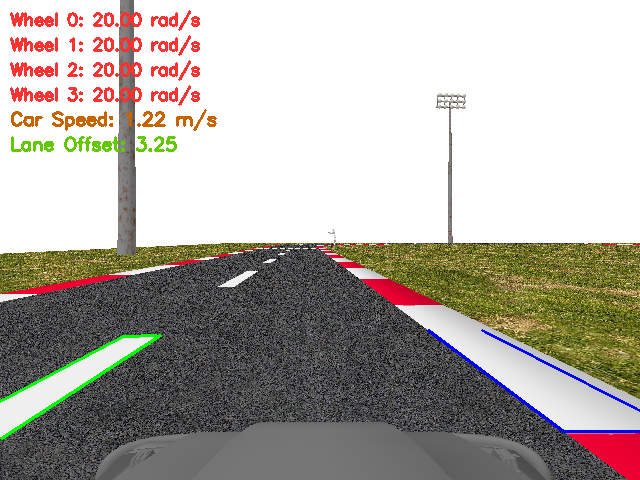 Wheel 0: 20.00 rad/s
Wheel 1: 20.00 rad/s
Wheel 2: 20.00 rad/s
Wheel 3: 20.00 rad/s
Car Speed: 1.22 m/s
Lane Offset: 3.25